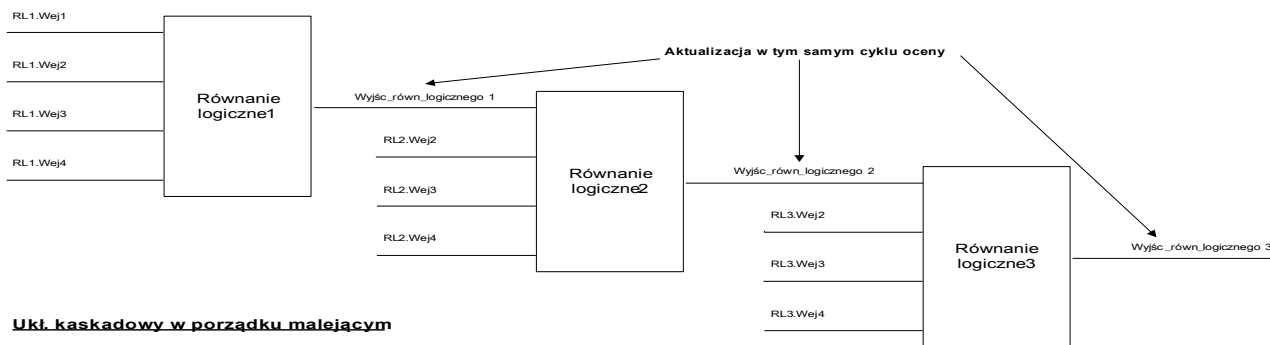 RL1.Wej1
RL1.Wej2
RL1.Wej3
RL1.Wej4
Równanie
logiczne1
Aktualizacja w tym samym cyklu oceny
Wyjśc_równ_logicznego 1
RL2.Wej2
RL2.Wej3
RL2.Wej4
Równanie
logiczne2
Wyjśc_równ_logicznego 2
RL3.Wej2
RL3.Wej3
RL3.Wej4
Równanie
logiczne3
Wyjśc_równ_logicznego 3
Ukł. kaskadowy w porządku malejącym